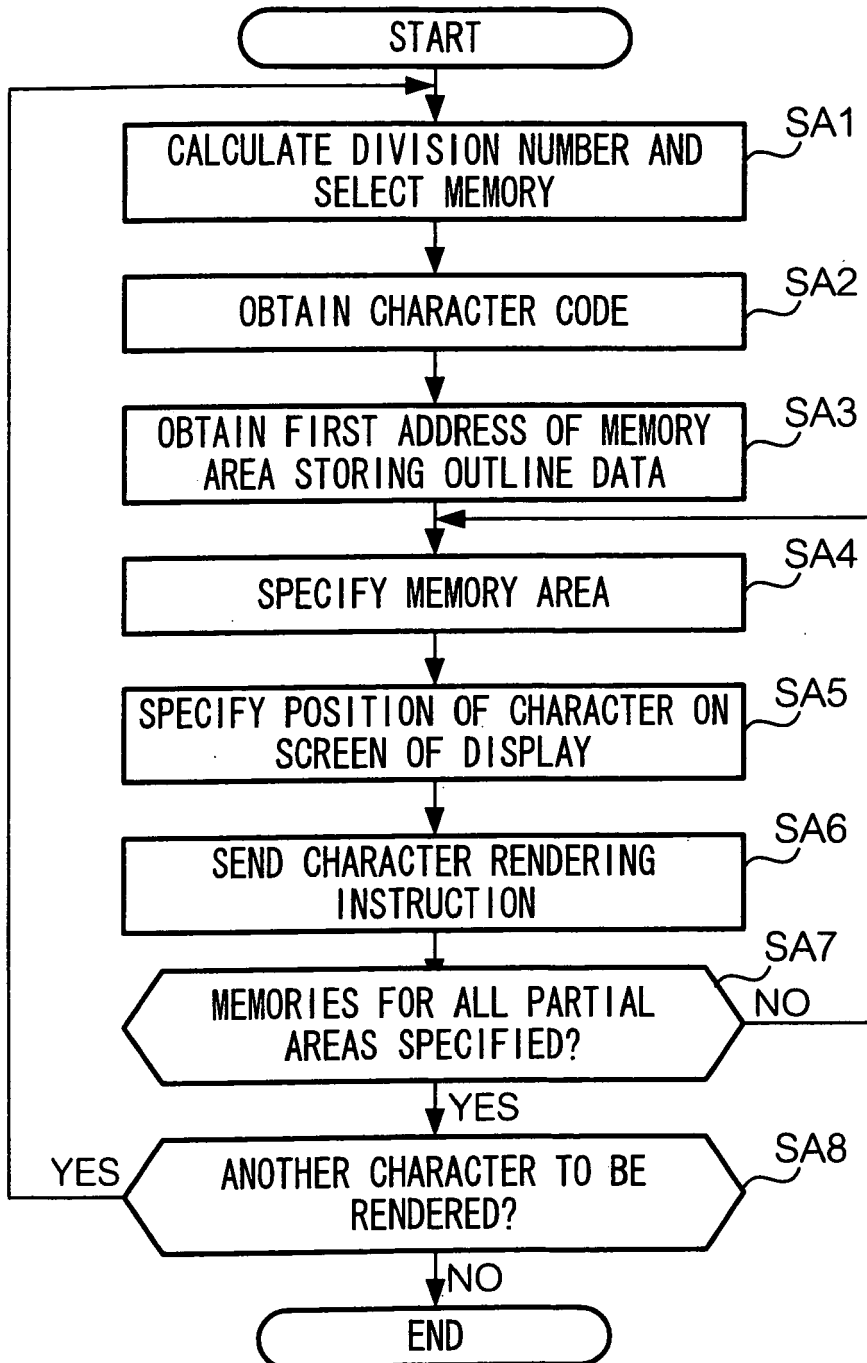 START
SA1
CALCULATE DIVISION NUMBER AND
SELECT MEMORY
SA2
OBTAIN CHARACTER CODE
SA3
OBTAIN FIRST ADDRESS OF MEMORY
AREA STORING OUTLINE DATA
SA4
SPECIFY MEMORY AREA
SA5
SPECIFY POSITION OF CHARACTER ON
SCREEN OF DISPLAY
SA6
SEND CHARACTER RENDERING
INSTRUCTION
SA7
MEMORIES FOR ALL PARTIAL
AREAS SPECIFIED?
NO
YES
SA8
YES
ANOTHER CHARACTER TO BE
RENDERED?
NO
END